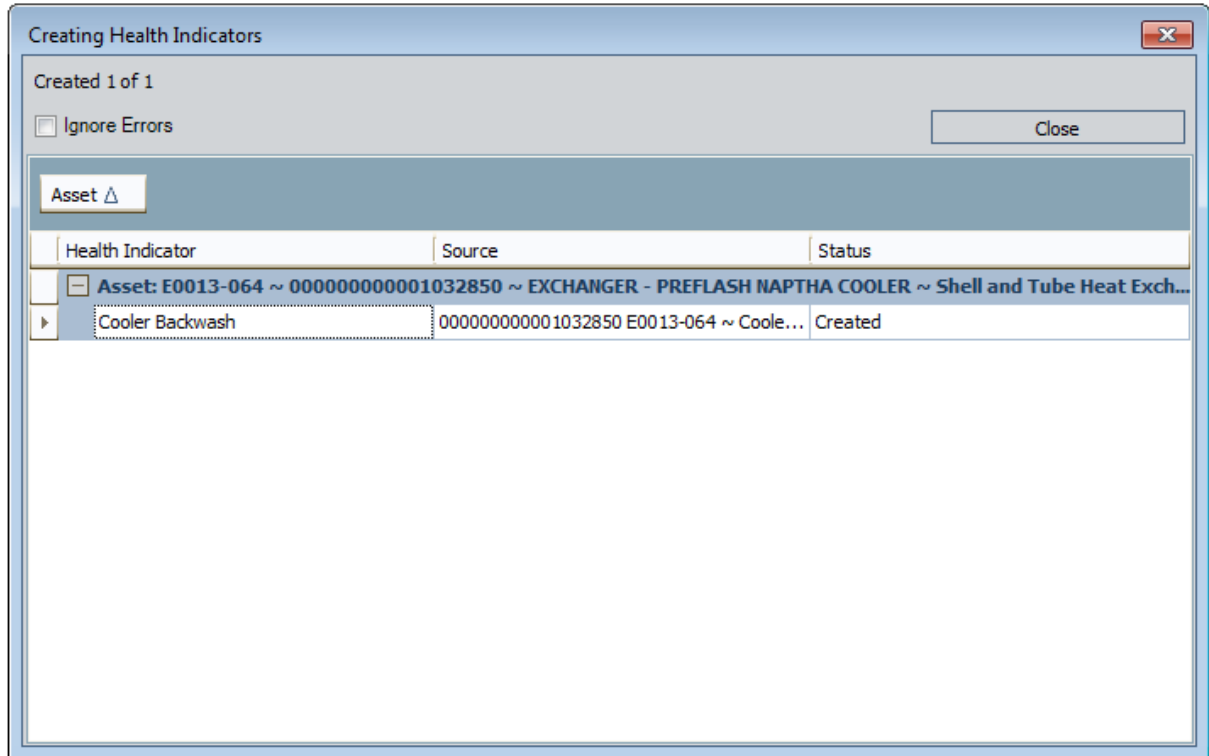 Creating Health Indicators
Created 1 of 1
Ignore Errors
Close
Asset △
Health Indicator Source Status
Asset: E0013-064 ~ 000000000001032850 ~ EXCHANGER - PREFLASH NAPTHA COOLER ~ Shell and Tube Heat Exch...
Cooler Backwash 000000000001032850 E0013-064 ~ Coole... Created